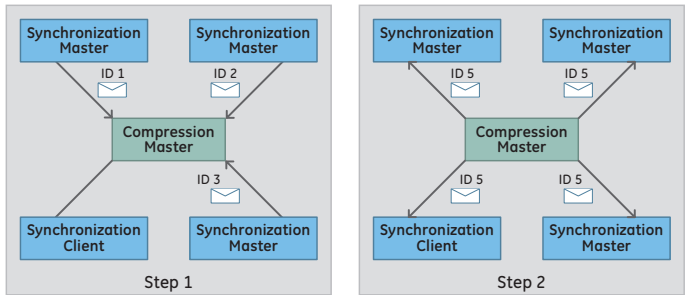 Synchronization
Master
Synchronization
Master
ID 1
ID 2
Compression
Master
ID 3
Synchronization
Client
Synchronization
Master
Step 1
Synchronization
Master
Synchronization
Master
ID 5
ID 5
Compression
Master
ID 5
ID 5
Synchronization
Client
Synchronization
Master
Step 2